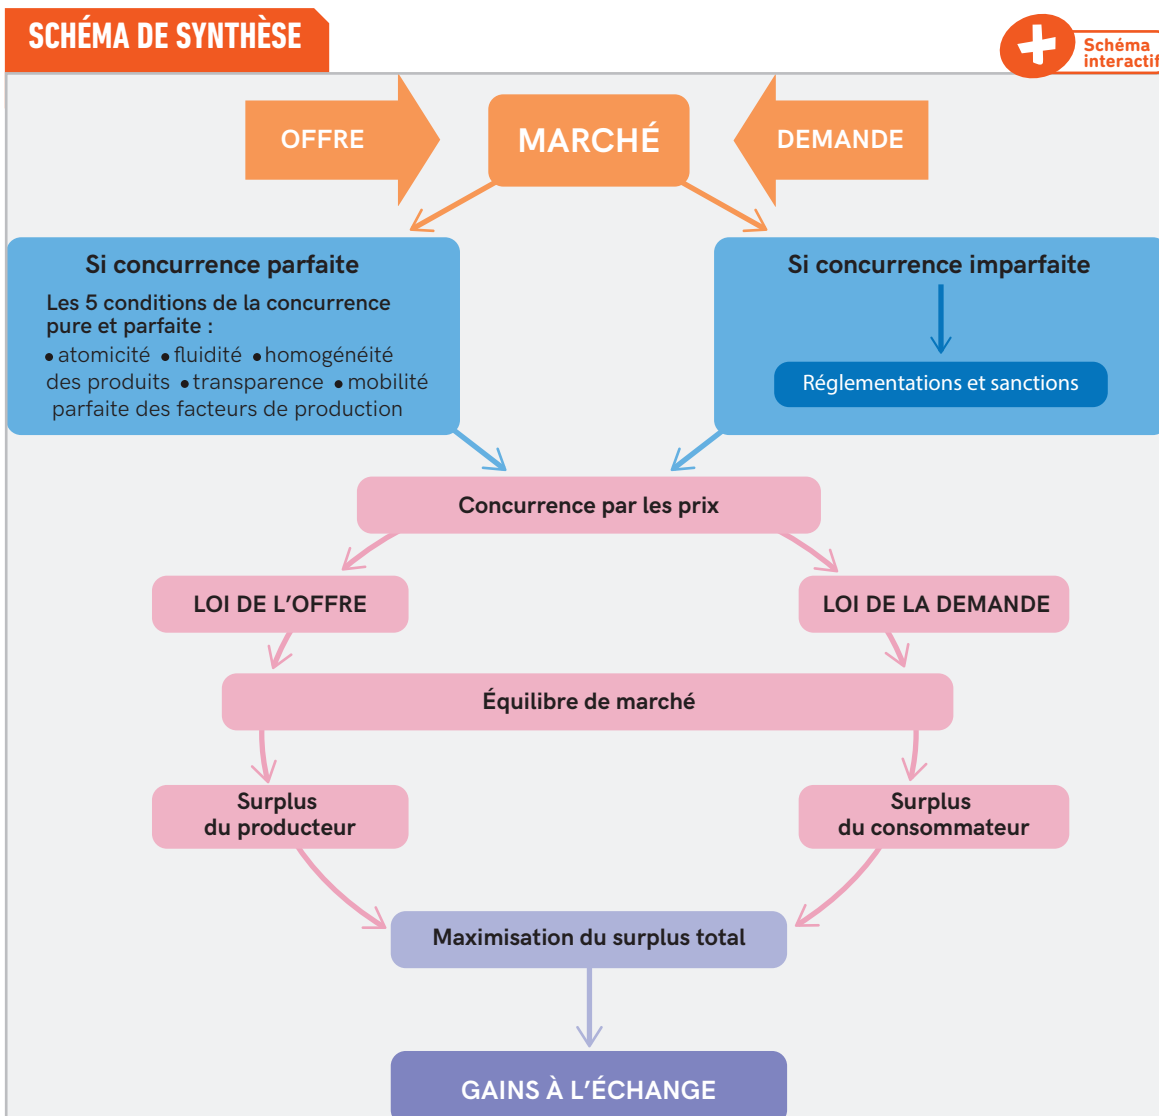 SCHÉMA DE SYNTHÈSE
Schéma
interactif
OFFRE
MARCHÉ
DEMANDE
Si concurrence parfaite
Les 5 conditions de la concurrence
pure et parfaite :
• atomicité • fluidité • homogénéité
des produits • transparence • mobilité
parfaite des facteurs de production
Si concurrence imparfaite
Réglementations et sanctions
Concurrence par les prix
LOI DE L'OFFRE
LOI DE LA DEMANDE
Équilibre de marché
Surplus
du producteur
Surplus
du consommateur
Maximisation du surplus total
GAINS À L'ÉCHANGE